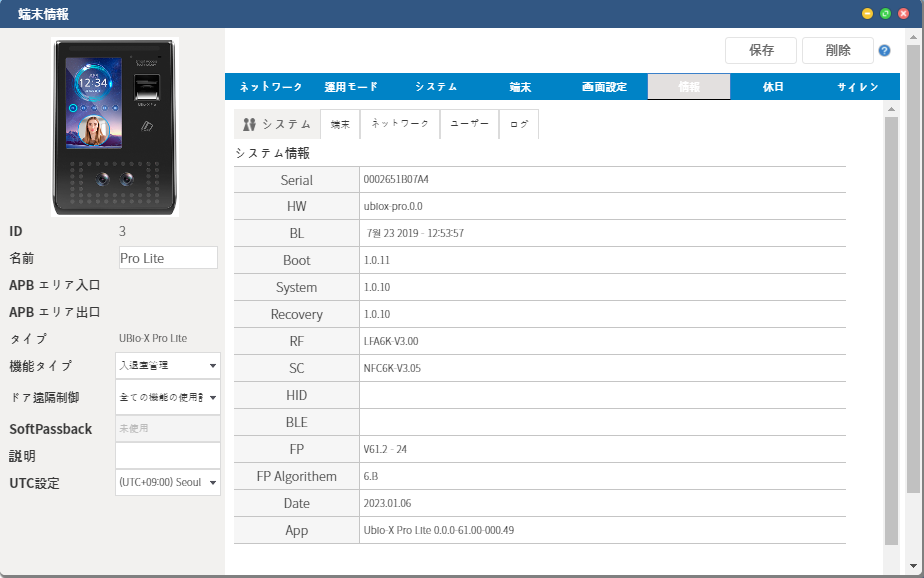 端末情報
保存 削除 ?
ネットワーク 運用モード システム 端末 画面設定 情報 休日 サイレン
システム 端末 ネットワーク ユーザー ログ
システム情報
12:34
Serial 0002651B07A4
HW ubiox-pro.0.0
BL 7월 23 2019 - 12:53:57
Boot 1.0.11
System 1.0.10
Recovery 1.0.10
RF LFA6K-V3.00
SC NFC6K-V3.05
HID
BLE
FP V61.2 - 24
FP Algorithem 6.B
Date 2023.01.06
App Ubio-X Pro Lite 0.0.0-61.00-000.49
ID 3
名前 Pro Lite
APB エリア入口
APB エリア出口
タイプ UBio-X Pro Lite
機能タイプ 入退室管理
ドア遠隔制御 全ての機能の使用
SoftPassback 未使用
説明
UTC設定 (UTC+09:00) Seoul